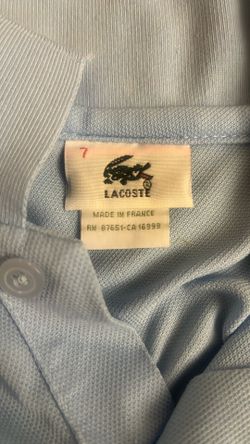 7
LACOSTE
MADE IN FRANCE
RN 87651-CA 16999